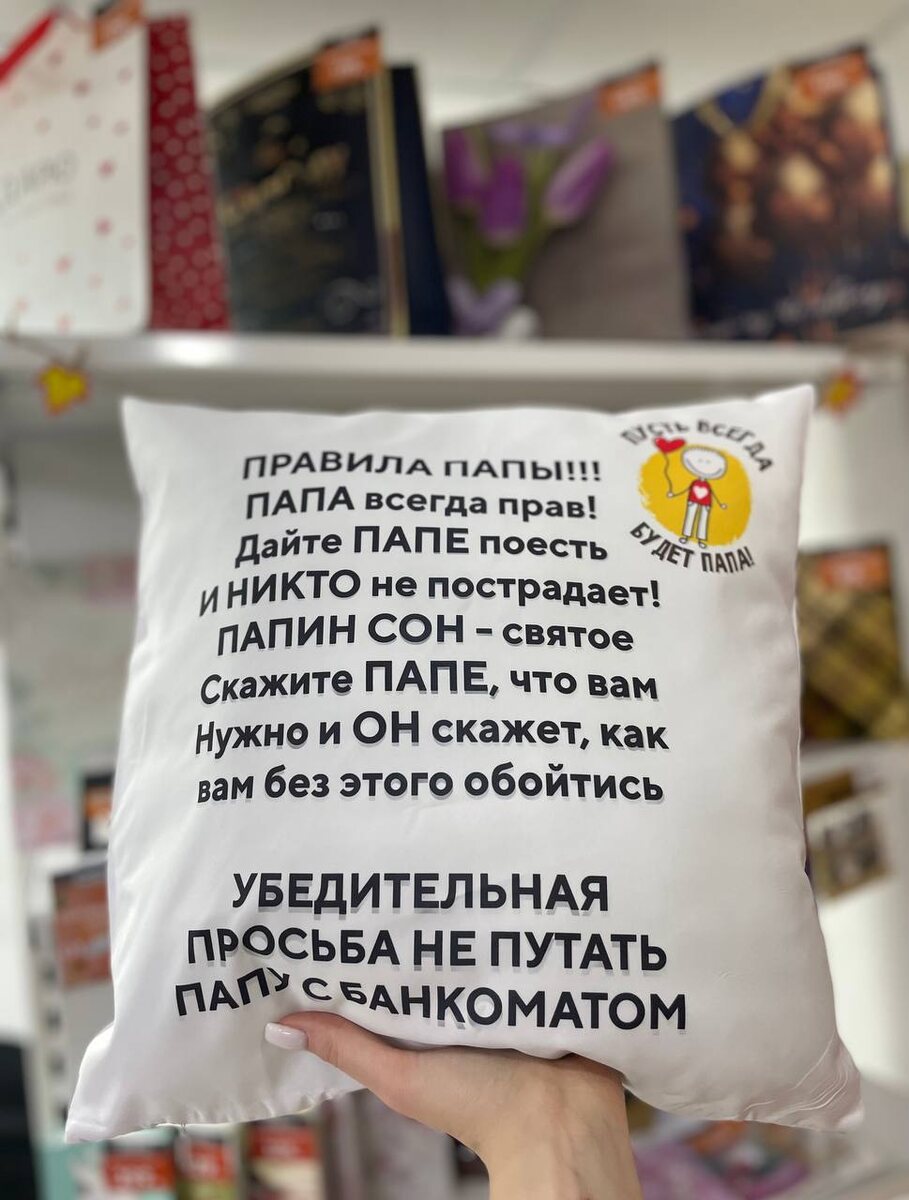 ПУСТЬ ВСЕГДА
БУДЕТ ПАПА!
ПРАВИЛА ПАПЫ!!!
ПАПА всегда прав!
Дайте ПАПЕ поесть
и НИКТО не пострадает!
ПАПИН СОН - святое
Скажите ПАПЕ, что вам
Нужно и ОН скажет, как
вам без этого обойтись
УБЕДИТЕЛЬНАЯ
ПРОСЬБА НЕ ПУТАТЬ
ПАПУ С БАНКОМАТОМ